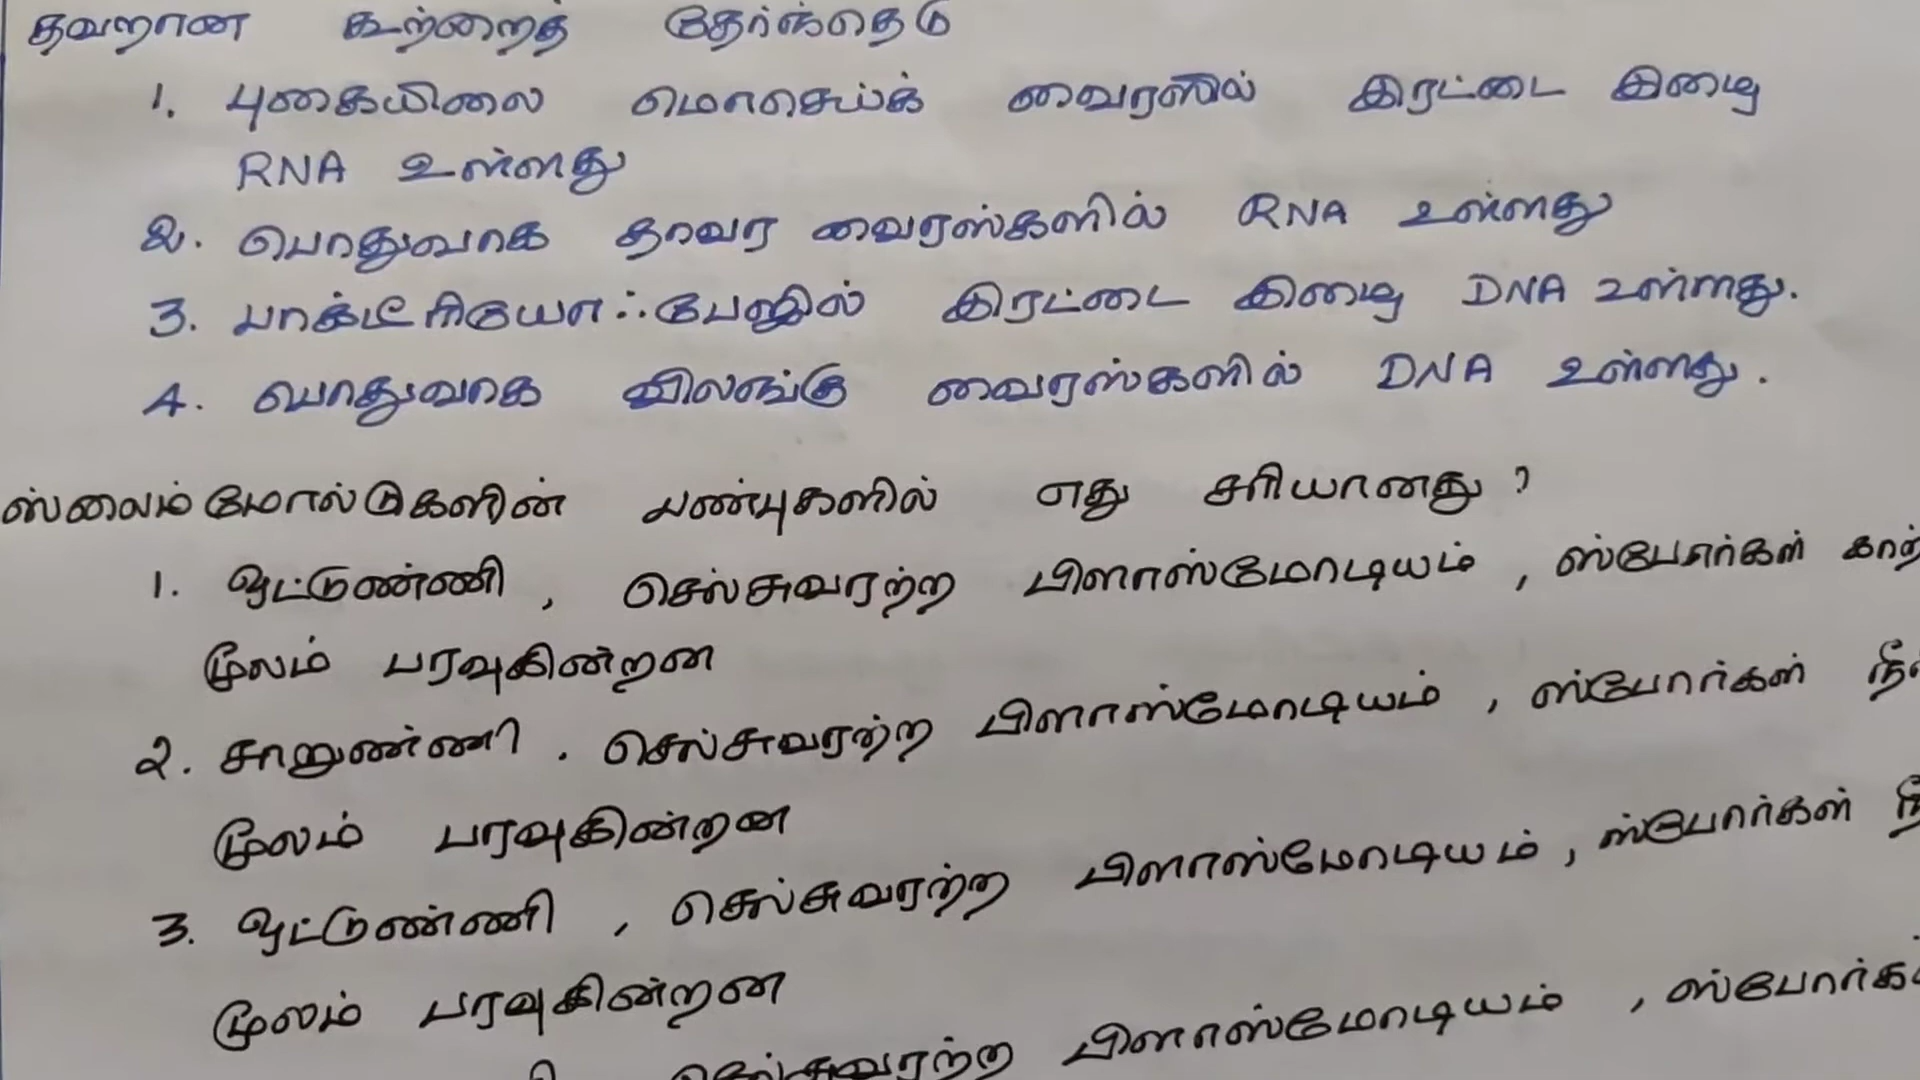 தவறான கூற்றைத் தேர்ந்தெடு
1. புகையிலை மொசெய்க் வைரஸில் இரட்டை இழை
RNA உள்ளது
2. பொதுவாக தாவர வைரஸ்களில் RNA உள்ளது
3. பாக்டீரியோஃபேஜில் இரட்டை இழை DNA உள்ளது.
4. பொதுவாக விலங்கு வைரஸ்களில் DNA உள்ளது.
ஸ்லைம் மோல்டுகளின் பண்புகளில் எது சரியானது?
1. ஒட்டுண்ணி, செல்சுவரற்ற பிளாஸ்மோடியம், ஸ்போர்கள்
மூலம் பரவுகின்றன
2. சாறுண்ணி. செல்சுவரற்ற பிளாஸ்மோடியம், ஸ்போர்கள்
மூலம் பரவுகின்றன
3. ஒட்டுண்ணி, செல்சுவரற்ற பிளாஸ்மோடியம், ஸ்போர்கள்
மூலம் பரவுகின்றன
செல்சுவரற்ற பிளாஸ்மோடியம்,